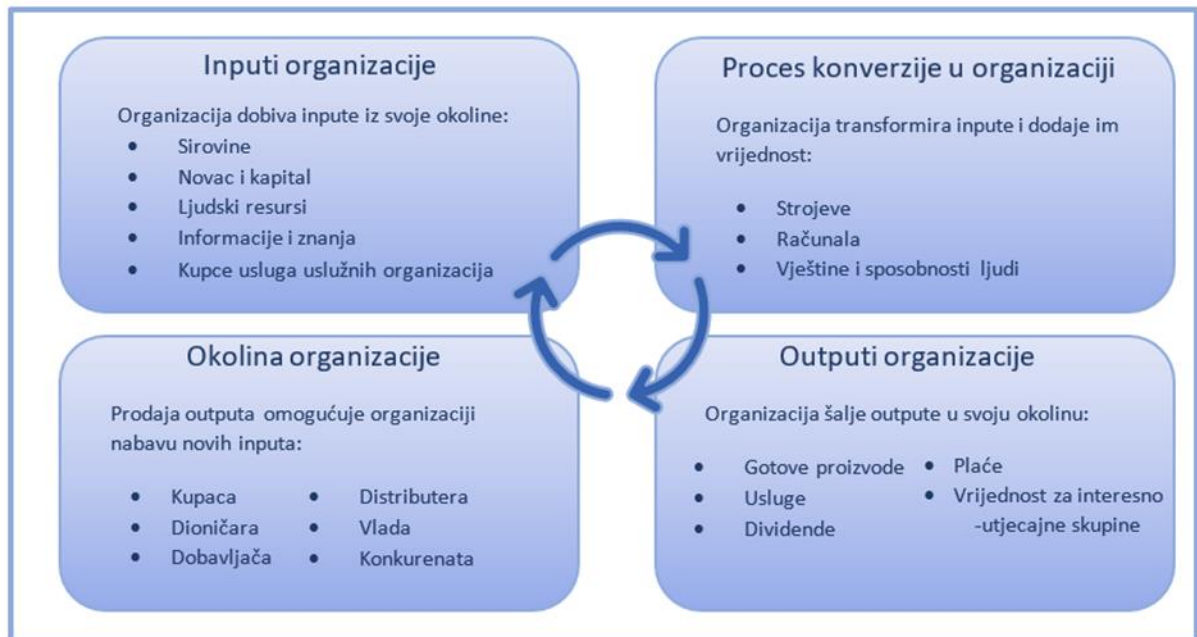 Inputi organizacije
Organizacija dobiva inpute iz svoje okoline:
• Sirovine
• Novac i kapital
• Ljudski resursi
• Informacije i znanja
• Kupce usluga uslužnih organizacija
Proces konverzije u organizaciji
Organizacija transformira inpute i dodaje im
vrijednost:
• Strojeve
• Računala
• Vještine i sposobnosti ljudi
Okolina organizacije
Prodaja outputa omogućuje organizaciji
nabavu novih inputa:
• Kupaca
• Dioničara
• Dobavljača
• Distributera
• Vlada
• Konkurenata
Outputi organizacije
Organizacija šalje outpute u svoju okolinu:
• Gotove proizvode
• Usluge
• Dividende
• Plaće
• Vrijednost za interesno
-utjecajne skupine